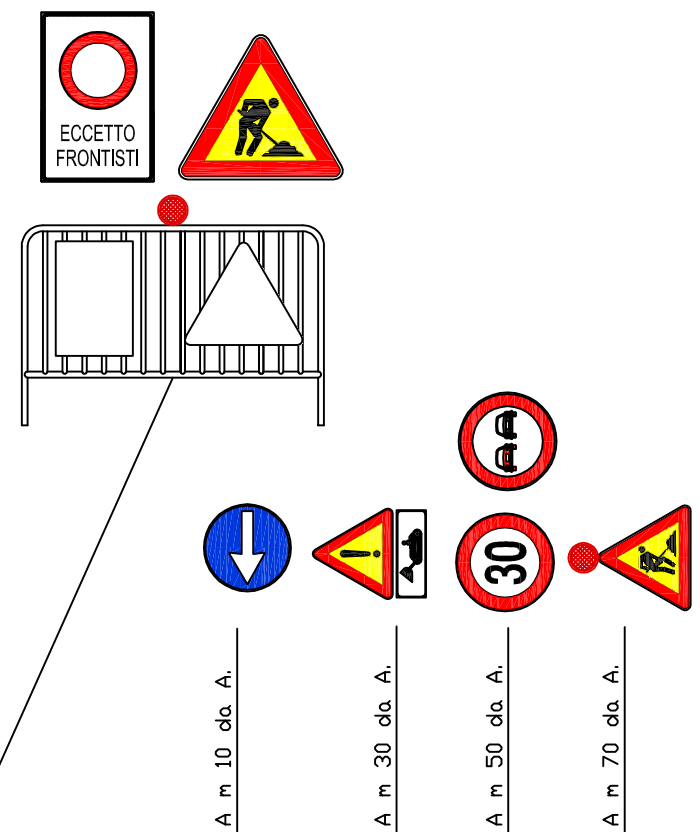 ECCETTO
FRONTISTI
30
A m 10 da A.
A m 30 da A.
A m 50 da A.
A m 70 da A.